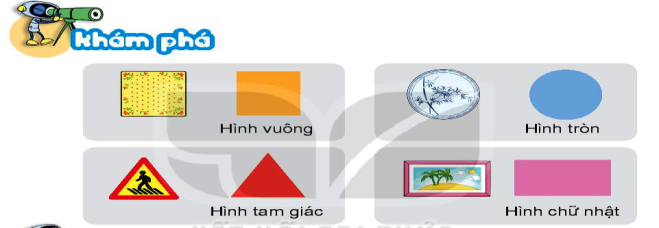 Khám phá
Hình vuông
Hình tròn
Hình tam giác
Hình chữ nhật